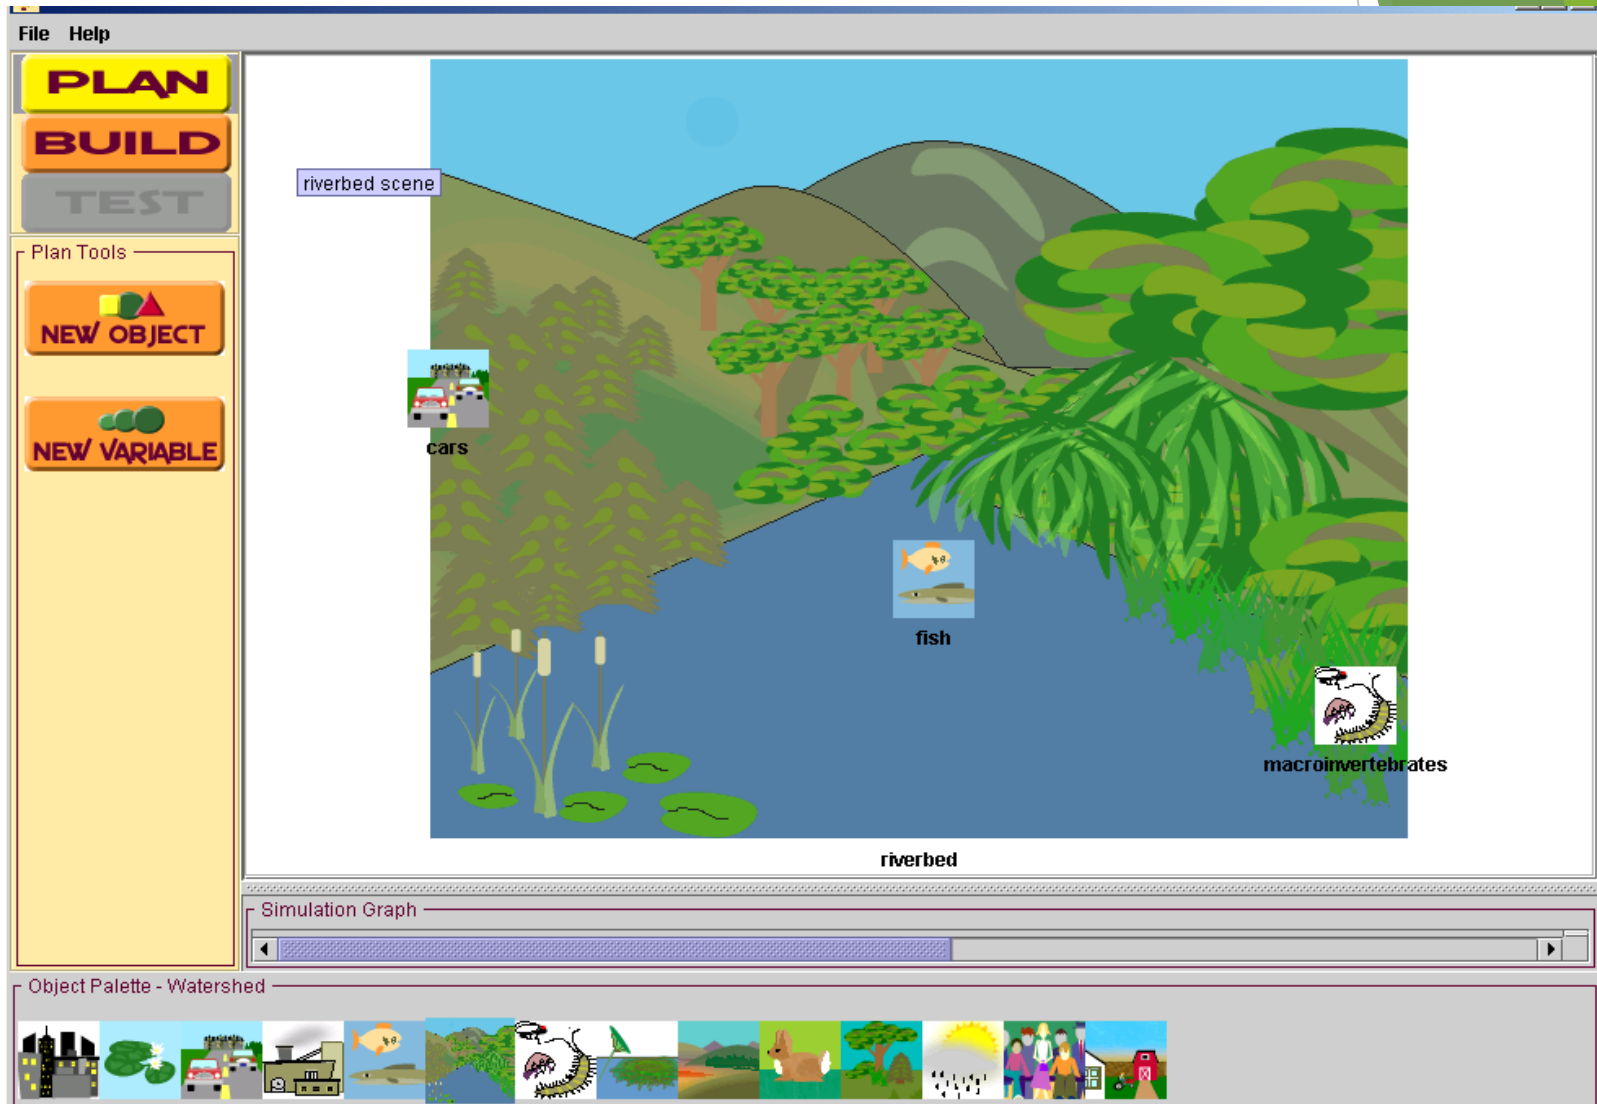 File Help
PLAN
BUILD
TEST
Plan Tools
NEW OBJECT
NEW VARIABLE
riverbed scene
cars
fish
macroinvertebrates
riverbed
Simulation Graph
Object Palette - Watershed